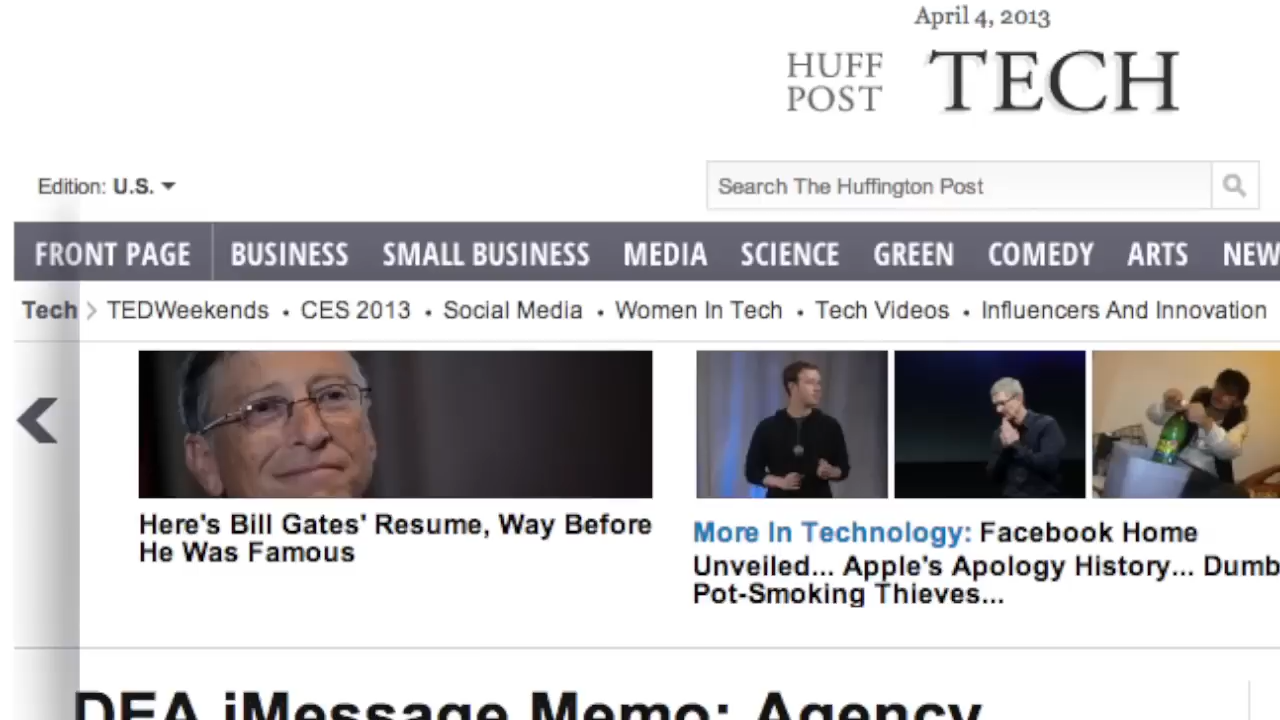 April 4, 2013
HUFF POST TECH
Edition: U.S.
Search The Huffington Post
FRONT PAGE BUSINESS SMALL BUSINESS MEDIA SCIENCE GREEN COMEDY ARTS NEW
Tech > TEDWeekends • CES 2013 • Social Media • Women In Tech • Tech Videos • Influencers And Innovation
Here's Bill Gates' Resume, Way Before
He Was Famous
More In Technology: Facebook Home
Unveiled... Apple's Apology History... Dumb
Pot-Smoking Thieves...
DEA iMessage Memo: Agency